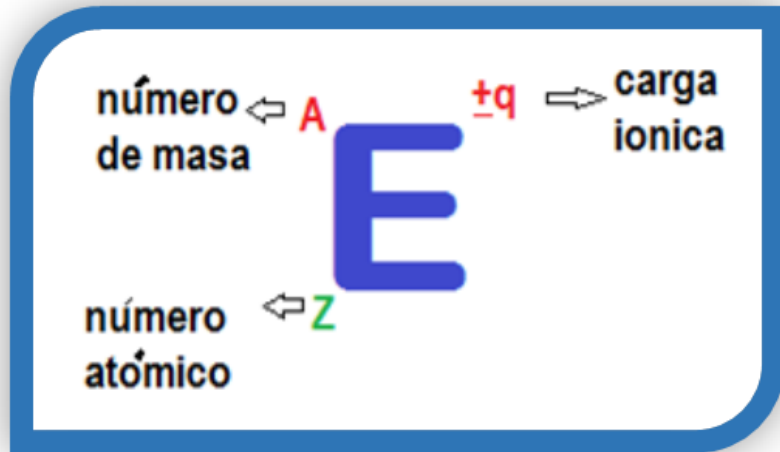 número
de masa
A
E
±q
carga
ionica
número
atómico
Z